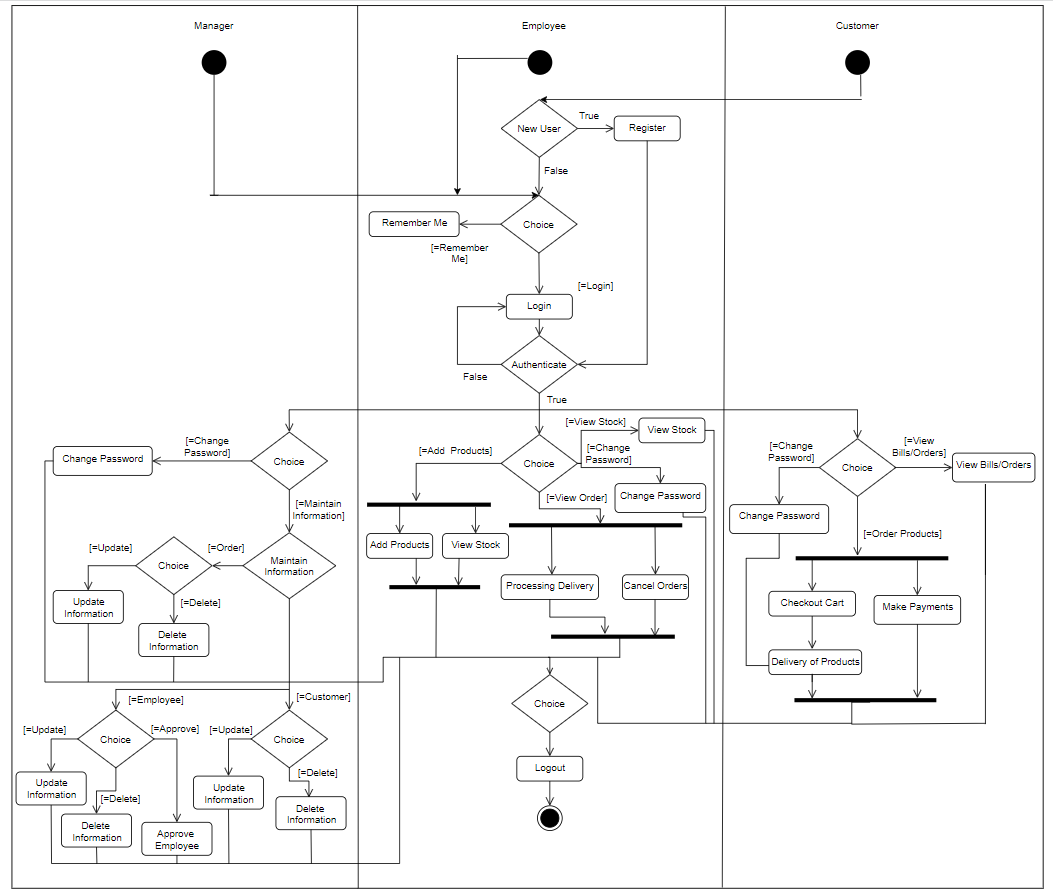 Manager
Employee
Customer
True
New User
Register
False
Remember Me
Choice
[=Remember
Me]
[=Login]
Login
Authenticate
False
True
[=Change
Password]
Change Password
Choice
[=Maintain
Information]
[=Update]
[=Order]
Choice
Maintain
Information
Update
Information
[=Delete]
Delete
Information
[=Employee]
[=Customer]
[=Update]
[=Approve]
Choice
Update
Information
[=Delete]
Delete
Information
Approve
Employee
[=Update]
Choice
Update
Information
[=Delete]
Delete
Information
[=View Stock]
View Stock
[=Add  Products]
Choice
[=Change
Password]
Change Password
[=View Order]
Add Products
View Stock
Processing Delivery
Cancel Orders
Choice
Logout
[=Change
Password]
[=View
Bills/Orders]
Choice
View Bills/Orders
Change Password
[=Order Products]
Checkout Cart
Make Payments
Delivery of Products